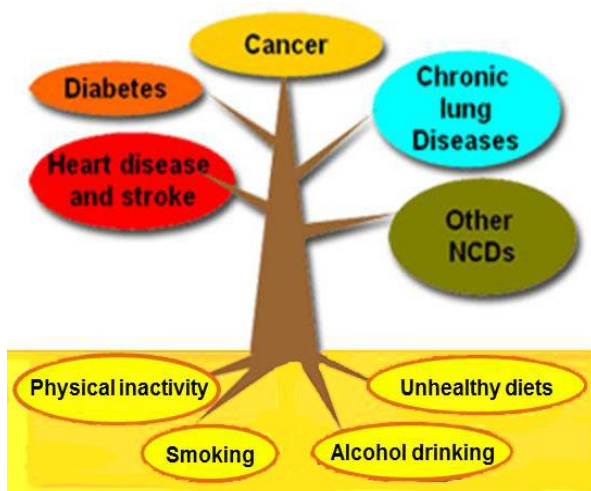 Cancer
Diabetes
Chronic
lung
Diseases
Heart disease
and stroke
Other
NCDs
Physical inactivity
Unhealthy diets
Smoking
Alcohol drinking